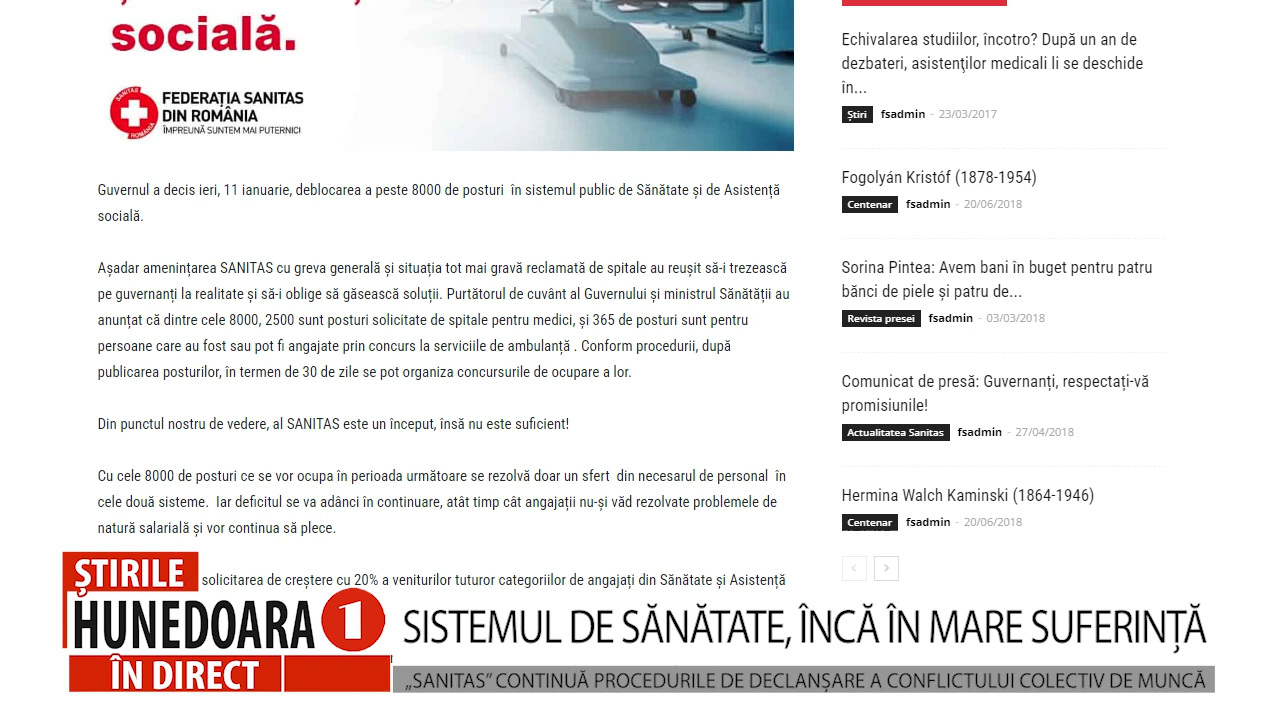 socială.
SANITAS
ROMÂNIA
FEDERAȚIA SANITAS
DIN ROMÂNIA
ÎMPREUNĂ SUNTEM MAI PUTERNICI
Guvernul a decis ieri, 11 ianuarie, deblocarea a peste 8000 de posturi în sistemul public de Sănătate și de Asistență
socială.
Așadar amenințarea SANITAS cu greva generală și situația tot mai gravă reclamată de spitale au reușit să-i trezească
pe guvernanți la realitate și să-i oblige să găsească soluții. Purtătorul de cuvânt al Guvernului și ministrul Sănătății au
anunțat că dintre cele 8000, 2500 sunt posturi solicitate de spitale pentru medici, și 365 de posturi sunt pentru
persoane care au fost sau pot fi angajate prin concurs la serviciile de ambulanță . Conform procedurii, după
publicarea posturilor, în termen de 30 de zile se pot organiza concursurile de ocupare a lor.
Din punctul nostru de vedere, al SANITAS este un început, însă nu este suficient!
Cu cele 8000 de posturi ce se vor ocupa în perioada următoare se rezolvă doar un sfert din necesarul de personal în
cele două sisteme. Iar deficitul se va adânci în continuare, atât timp cât angajații nu-și văd rezolvate problemele de
natură salarială și vor continua să plece.
solicitarea de creștere cu 20% a veniturilor tuturor categoriilor de angajați din Sănătate și Asistență
Echivalarea studiilor, încotro? După un an de
dezbateri, asistenţilor medicali li se deschide
în...
Știri fsadmin - 23/03/2017
Fogolyán Kristóf (1878-1954)
Centenar fsadmin - 20/06/2018
Sorina Pintea: Avem bani în buget pentru patru
bănci de piele și patru de...
Revista presei fsadmin - 03/03/2018
Comunicat de presă: Guvernanți, respectați-vă
promisiunile!
Actualitatea Sanitas fsadmin - 27/04/2018
Hermina Walch Kaminski (1864-1946)
Centenar fsadmin - 20/06/2018
ȘTIRILE
HUNEDOARA 1
ÎN DIRECT
SISTEMUL DE SĂNĂTATE, ÎNCĂ ÎN MARE SUFERINȚĂ
„SANITAS” CONTINUĂ PROCEDURILE DE DECLANȘARE A CONFLICTULUI COLECTIV DE MUNCĂ